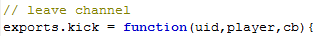 // leave channel
exports.kick = function(uid,player,cb){